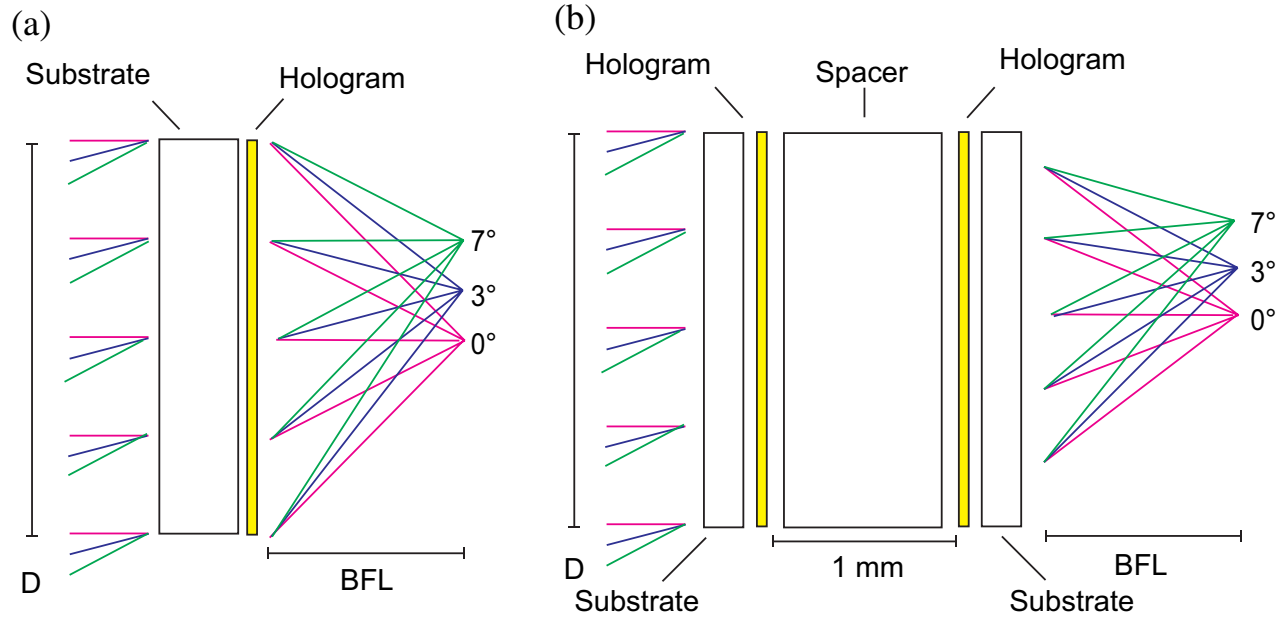 (a)
Substrate
Hologram
7°
3°
0°
D
BFL
(b)
Hologram
Spacer
Hologram
7°
3°
0°
D
1 mm
BFL
Substrate
Substrate